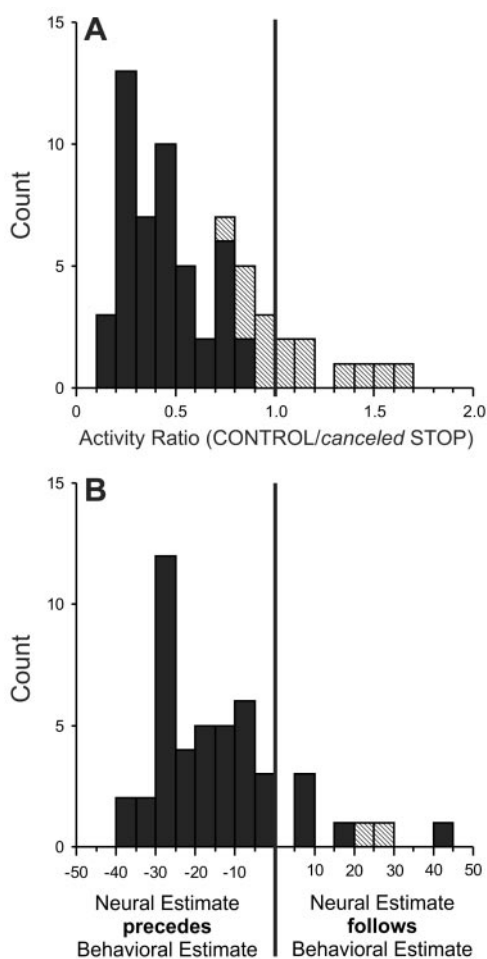 A
15
10
5
0
Count
0 0.5 1.0 1.5 2.0
Activity Ratio (CONTROL/canceled STOP)
B
15
10
5
0
Count
-50 -40 -30 -20 -10 10 20 30 40 50
Neural Estimate
precedes
Behavioral Estimate
Neural Estimate
follows
Behavioral Estimate